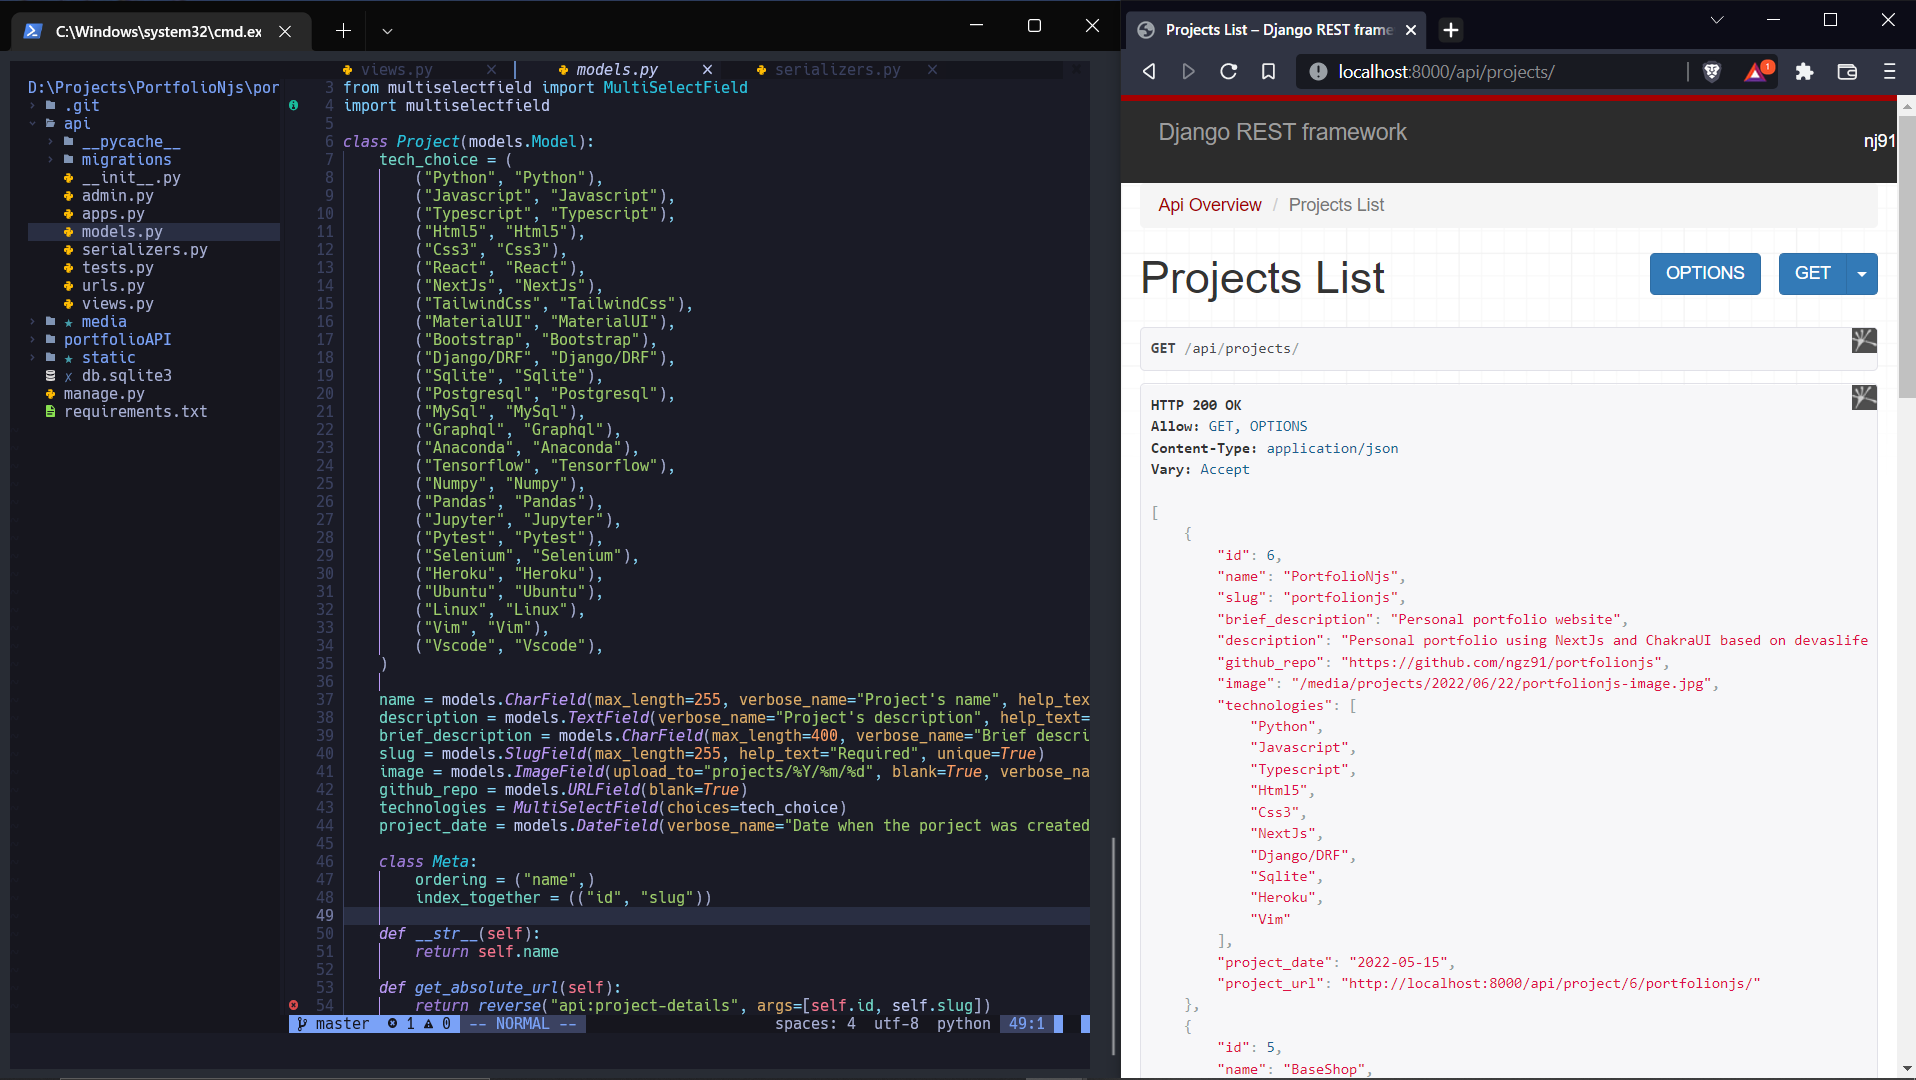 C:\Windows\system32\cmd.ex
D:\Projects\PortfolioNjs\por
.git
api
__pycache__
migrations
__init__.py
admin.py
apps.py
models.py
serializers.py
tests.py
urls.py
views.py
media
portfolioAPI
static
db.sqlite3
manage.py
requirements.txt
views.py
models.py
serializers.py
3 from multiselectfield import MultiSelectField
4 import multiselectfield
5
6 class Project(models.Model):
7 tech_choice = (
8 ("Python", "Python"),
9 ("Javascript", "Javascript"),
10 ("Typescript", "Typescript"),
11 ("Html5", "Html5"),
12 ("Css3", "Css3"),
13 ("React", "React"),
14 ("NextJs", "NextJs"),
15 ("TailwindCss", "TailwindCss"),
16 ("MaterialUI", "MaterialUI"),
17 ("Bootstrap", "Bootstrap"),
18 ("Django/DRF", "Django/DRF"),
19 ("Sqlite", "Sqlite"),
20 ("Postgresql", "Postgresql"),
21 ("MySql", "MySql"),
22 ("Graphql", "Graphql"),
23 ("Anaconda", "Anaconda"),
24 ("Tensorflow", "Tensorflow"),
25 ("Numpy", "Numpy"),
26 ("Pandas", "Pandas"),
27 ("Jupyter", "Jupyter"),
28 ("Pytest", "Pytest"),
29 ("Selenium", "Selenium"),
30 ("Heroku", "Heroku"),
31 ("Ubuntu", "Ubuntu"),
32 ("Linux", "Linux"),
33 ("Vim", "Vim"),
34 ("Vscode", "Vscode"),
35 )
36
37 name = models.CharField(max_length=255, verbose_name="Project's name", help_tex
38 description = models.TextField(verbose_name="Project's description", help_text=
39 brief_description = models.CharField(max_length=400, verbose_name="Brief descri
40 slug = models.SlugField(max_length=255, help_text="Required", unique=True)
41 image = models.ImageField(upload_to="projects/%Y/%m/%d", blank=True, verbose_na
42 github_repo = models.URLField(blank=True)
43 technologies = MultiSelectField(choices=tech_choice)
44 project_date = models.DateField(verbose_name="Date when the porject was created
45
46 class Meta:
47 ordering = ("name",)
48 index_together = (("id", "slug"))
49
50 def __str__(self):
51 return self.name
52
53 def get_absolute_url(self):
54 return reverse("api:project-details", args=[self.id, self.slug])
master 1 0 -- NORMAL -- spaces: 4 utf-8 python 49:1
Projects List – Django REST frame
localhost:8000/api/projects/
1
Django REST framework
nj91
Api Overview / Projects List
Projects List
OPTIONS
GET
GET /api/projects/
HTTP 200 OK
Allow: GET, OPTIONS
Content-Type: application/json
Vary: Accept
[
{
"id": 6,
"name": "PortfolioNjs",
"slug": "portfolionjs",
"brief_description": "Personal portfolio website",
"description": "Personal portfolio using NextJs and ChakraUI based on devaslife
"github_repo": "https://github.com/ngz91/portfolionjs",
"image": "/media/projects/2022/06/22/portfolionjs-image.jpg",
"technologies": [
"Python",
"Javascript",
"Typescript",
"Html5",
"Css3",
"NextJs",
"Django/DRF",
"Sqlite",
"Heroku",
"Vim"
],
"project_date": "2022-05-15",
"project_url": "http://localhost:8000/api/project/6/portfolionjs/"
},
{
"id": 5,
"name": "BaseShop",